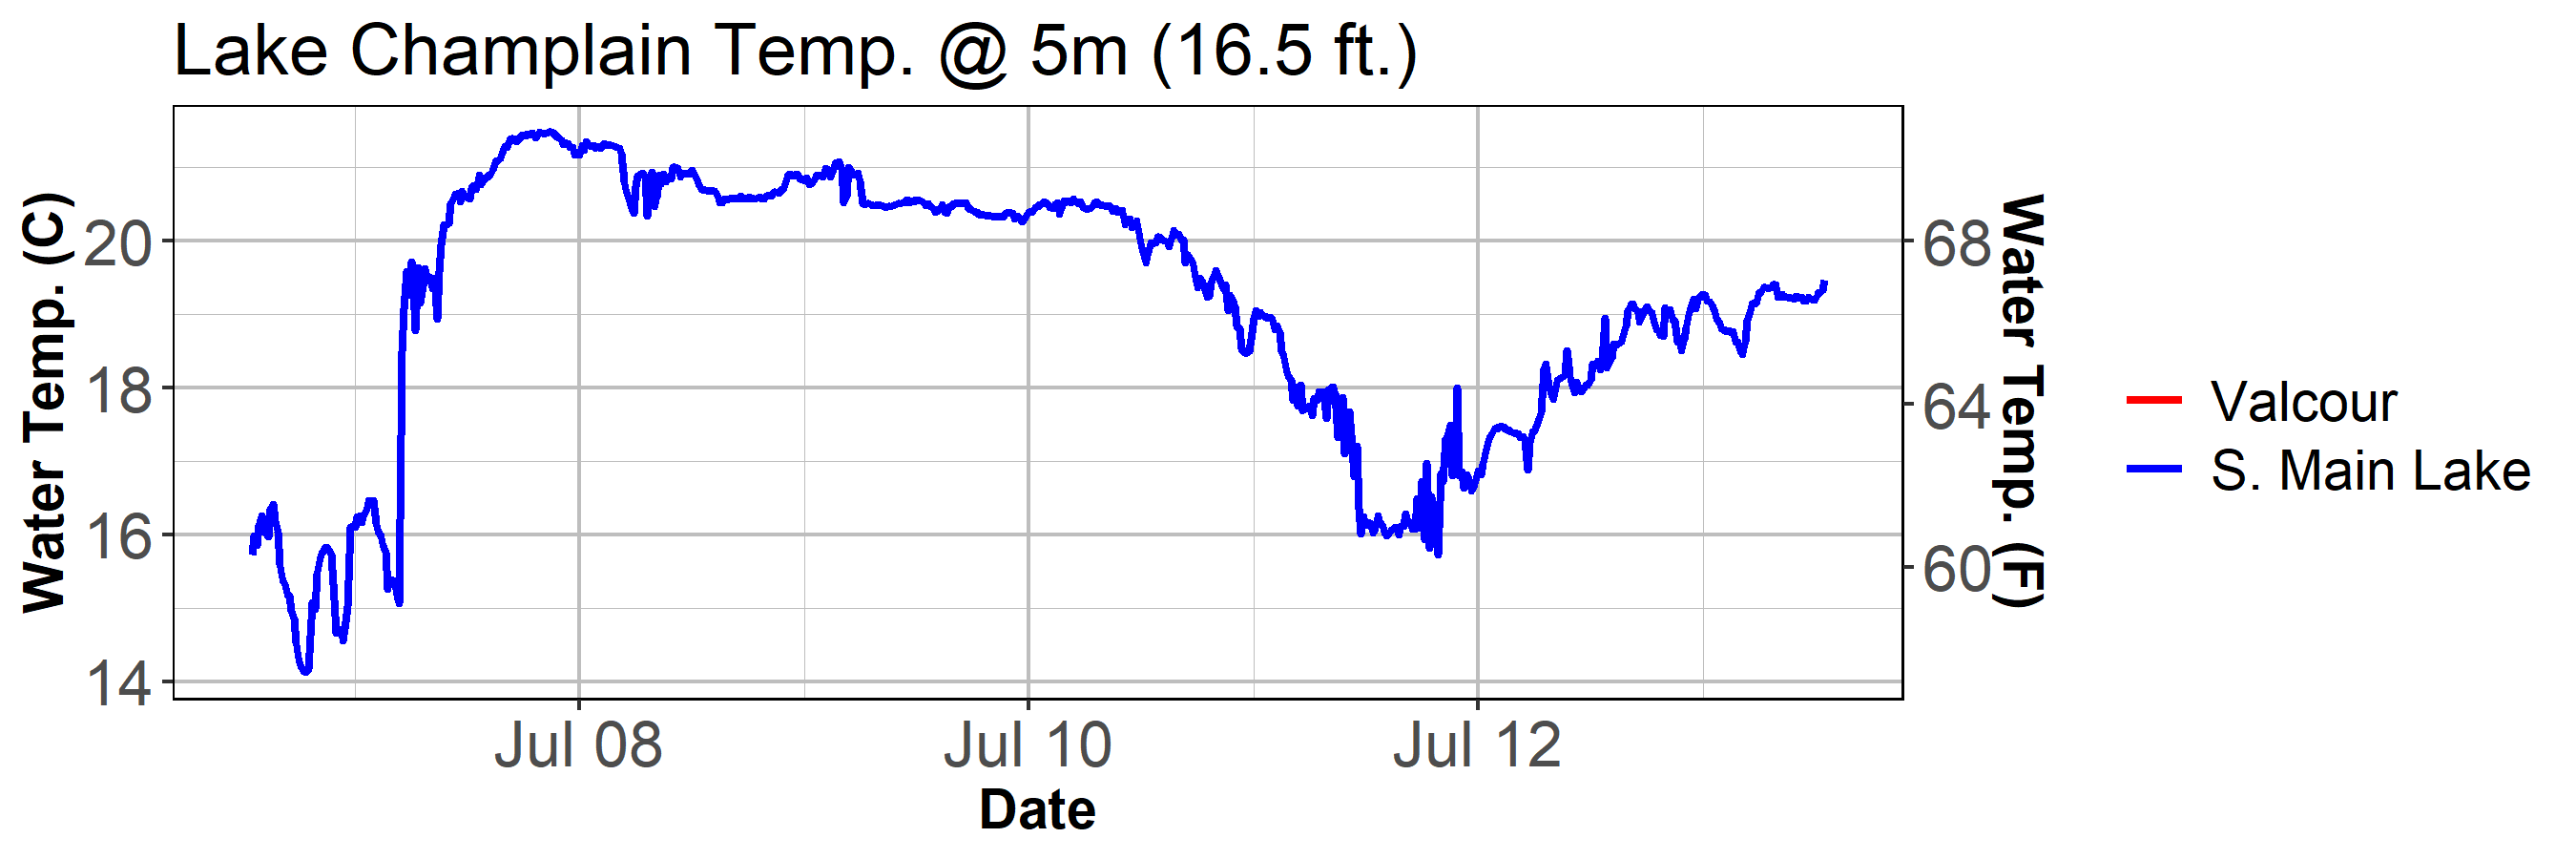 Lake Champlain Temp. @ 5m (16.5 ft.)
Water Temp. (C)
20
18
16
14
68
64
60
Water Temp. (F)
Jul 08
Jul 10
Jul 12
Date
Valcour
S. Main Lake